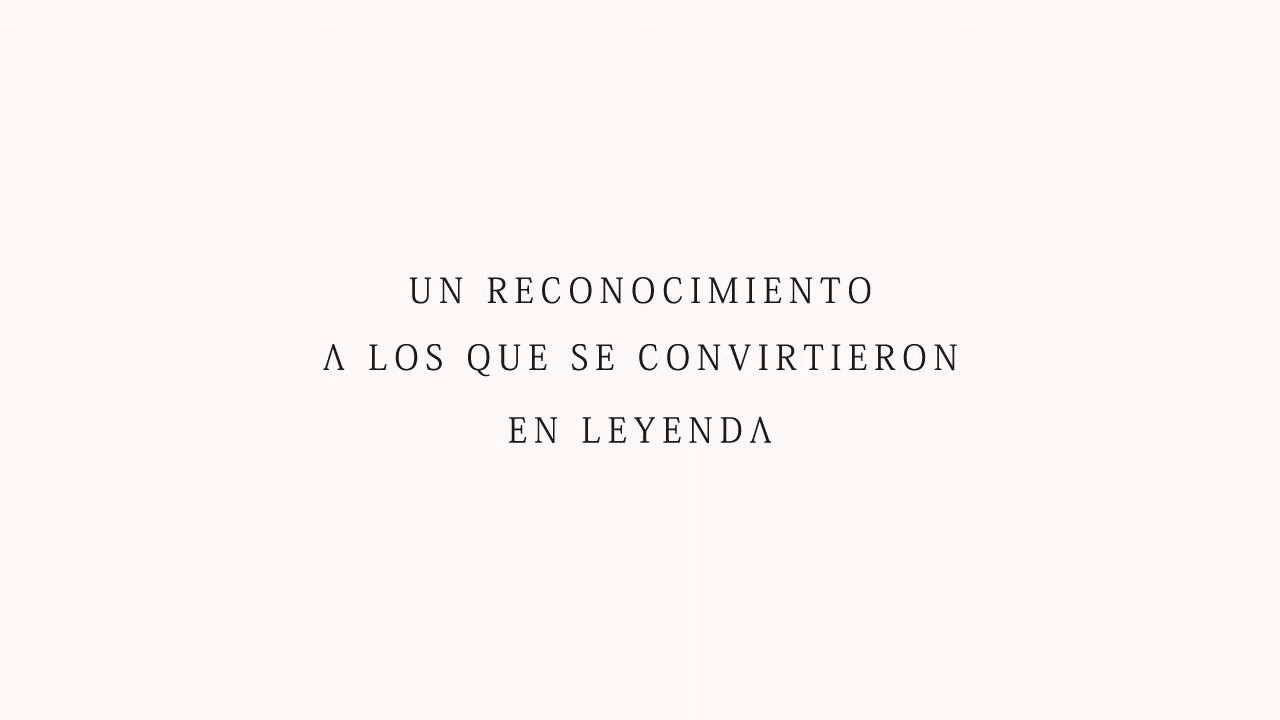 UN RECONOCIMIENTO
A LOS QUE SE CONVIRTIERON
EN LEYENDA